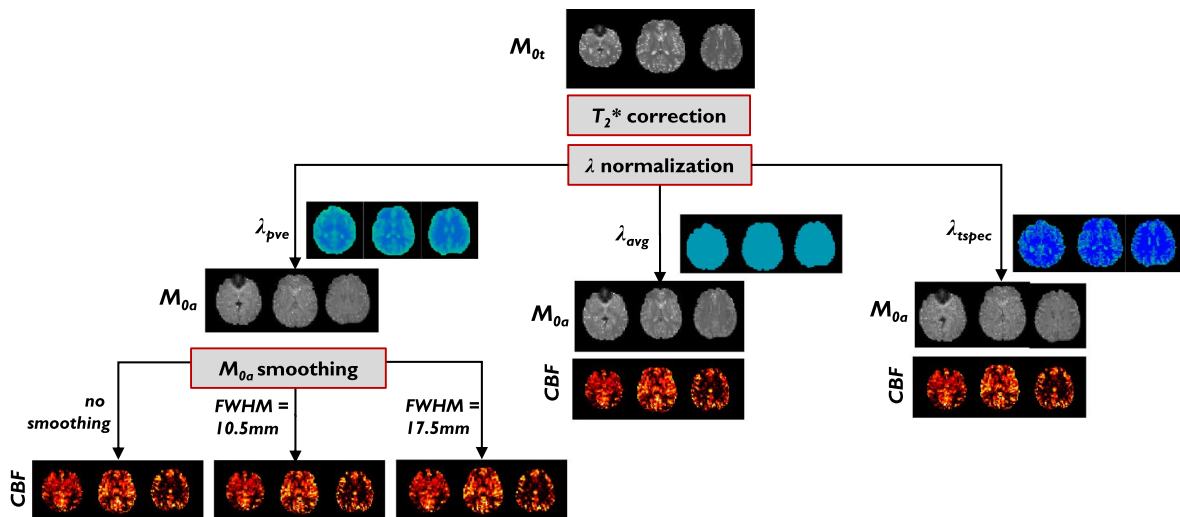 M0t
T2* correction
λ normalization
λpve
λavg
λtspec
M0a
M0a
M0a
M0a smoothing
CBF
CBF
no
smoothing
FWHM =
10.5mm
FWHM =
17.5mm
CBF